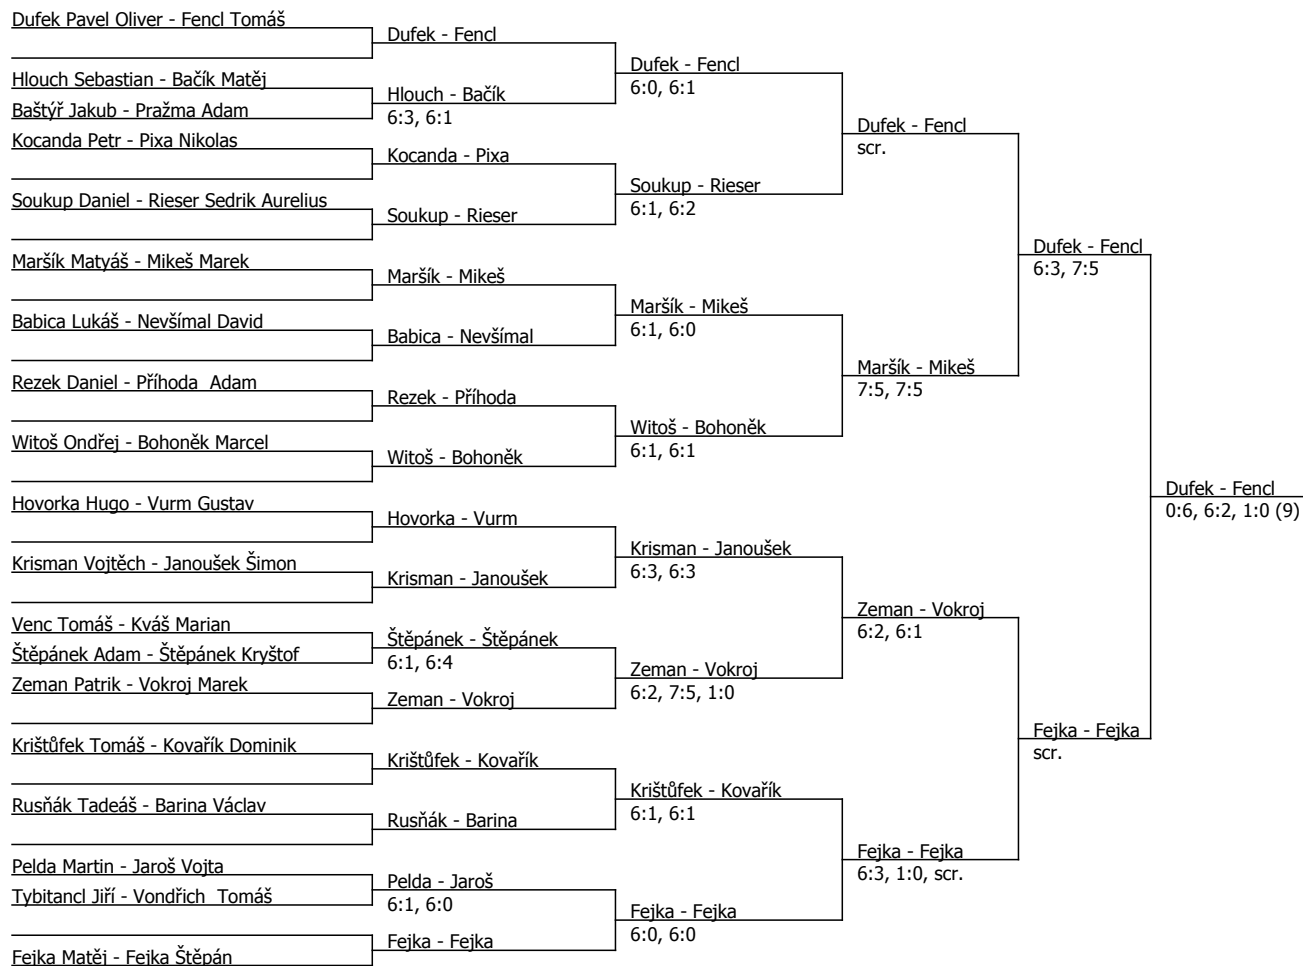 Dufek Pavel Oliver - Fencl Tomáš
Hlouch Sebastian - Bačík Matěj
Baštýř Jakub - Pražma Adam
Kocanda Petr - Pixa Nikolas
Soukup Daniel - Rieser Sedrik Aurelius
Maršík Matyáš - Mikeš Marek
Babica Lukáš - Nevšímal David
Rezek Daniel - Příhoda  Adam
Witoš Ondřej - Bohoněk Marcel
Hovorka Hugo - Vurm Gustav
Krisman Vojtěch - Janoušek Šimon
Venc Tomáš - Kváš Marian
Štěpánek Adam - Štěpánek Kryštof
Zeman Patrik - Vokroj Marek
Krištůfek Tomáš - Kovařík Dominik
Rusňák Tadeáš - Barina Václav
Pelda Martin - Jaroš Vojta
Tybitancl Jiří - Vondřich  Tomáš
Fejka Matěj - Fejka Štěpán
Dufek - Fencl
Hlouch - Bačík
6:3, 6:1
Kocanda - Pixa
Soukup - Rieser
Maršík - Mikeš
Babica - Nevšímal
Rezek - Příhoda
Witoš - Bohoněk
Hovorka - Vurm
Krisman - Janoušek
Štěpánek - Štěpánek
6:1, 6:4
Zeman - Vokroj
Krištůfek - Kovařík
Rusňák - Barina
Pelda - Jaroš
6:1, 6:0
Fejka - Fejka
Dufek - Fencl
6:0, 6:1
Soukup - Rieser
6:1, 6:2
Maršík - Mikeš
6:1, 6:0
Witoš - Bohoněk
6:1, 6:1
Krisman - Janoušek
6:3, 6:3
Zeman - Vokroj
6:2, 7:5, 1:0
Krištůfek - Kovařík
6:1, 6:1
Fejka - Fejka
6:0, 6:0
Dufek - Fencl
scr.
Maršík - Mikeš
7:5, 7:5
Zeman - Vokroj
6:2, 6:1
Fejka - Fejka
6:3, 1:0, scr.
Dufek - Fencl
6:3, 7:5
Fejka - Fejka
scr.
Dufek - Fencl
0:6, 6:2, 1:0 (9)